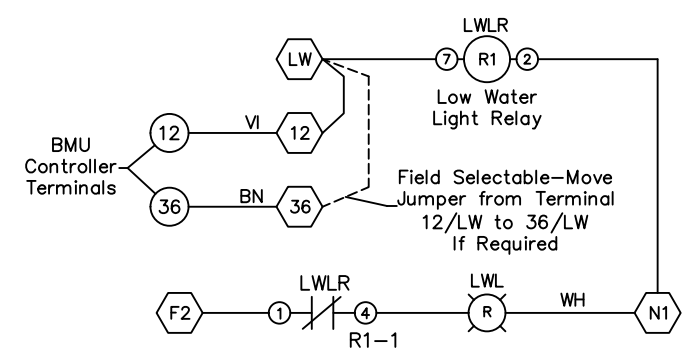 LWLR
LW
7
R1
2
Low Water
Light Relay
VI
12
12
BMU
Controller
Terminals
BN
36
36
Field Selectable-Move
Jumper from Terminal
12/LW to 36/LW
If Required
LWLR
LWL
F2
1
4
R
WH
N1
R1-1